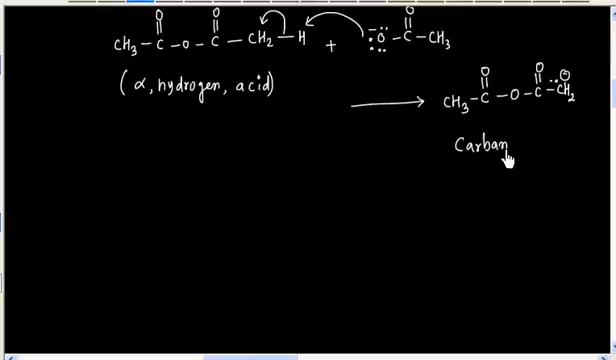 O O O
CH3 - C - O - C - CH2 - H + O - C - CH3
(α, hydrogen, acid)
O O
CH3 - C - O - C - CH2
Carban